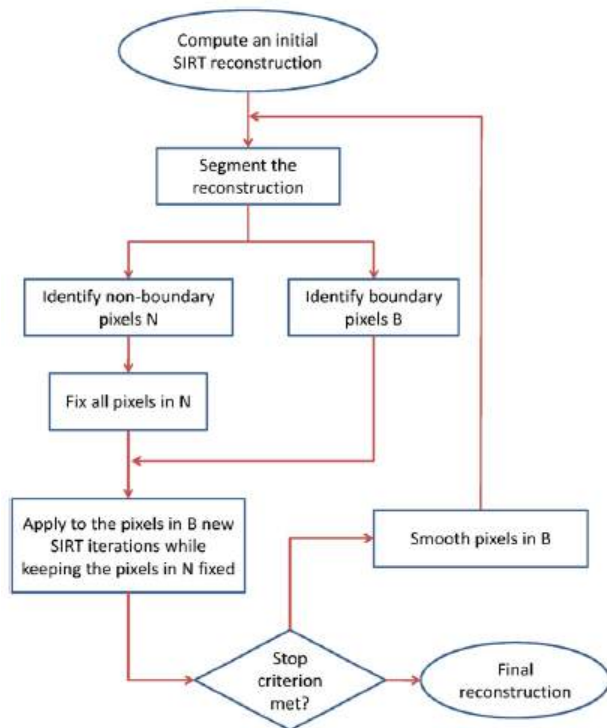 Compute an initial
SIRT reconstruction
Segment the
reconstruction
Identify non-boundary
pixels N
Identify boundary
pixels B
Fix all pixels in N
Apply to the pixels in B new
SIRT iterations while
keeping the pixels in N fixed
Smooth pixels in B
Stop
criterion
met?
Final
reconstruction